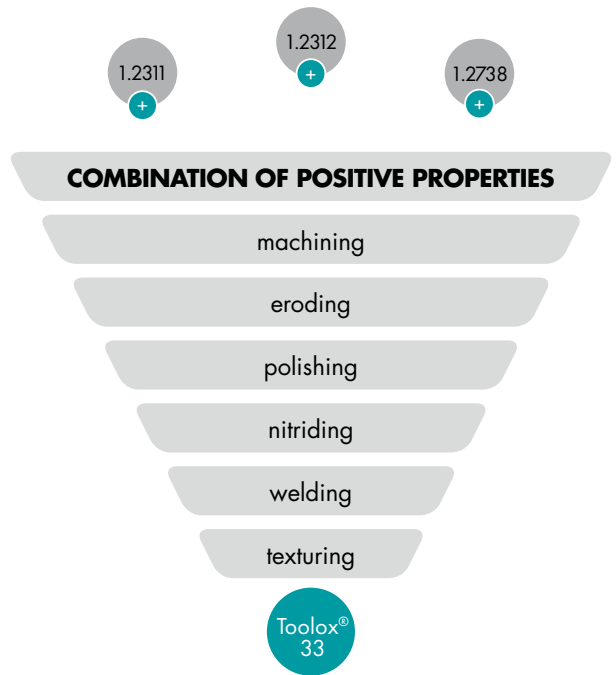 1.2311
+
1.2312
+
1.2738
+
COMBINATION OF POSITIVE PROPERTIES
machining
eroding
polishing
nitriding
welding
texturing
Toolox®
33